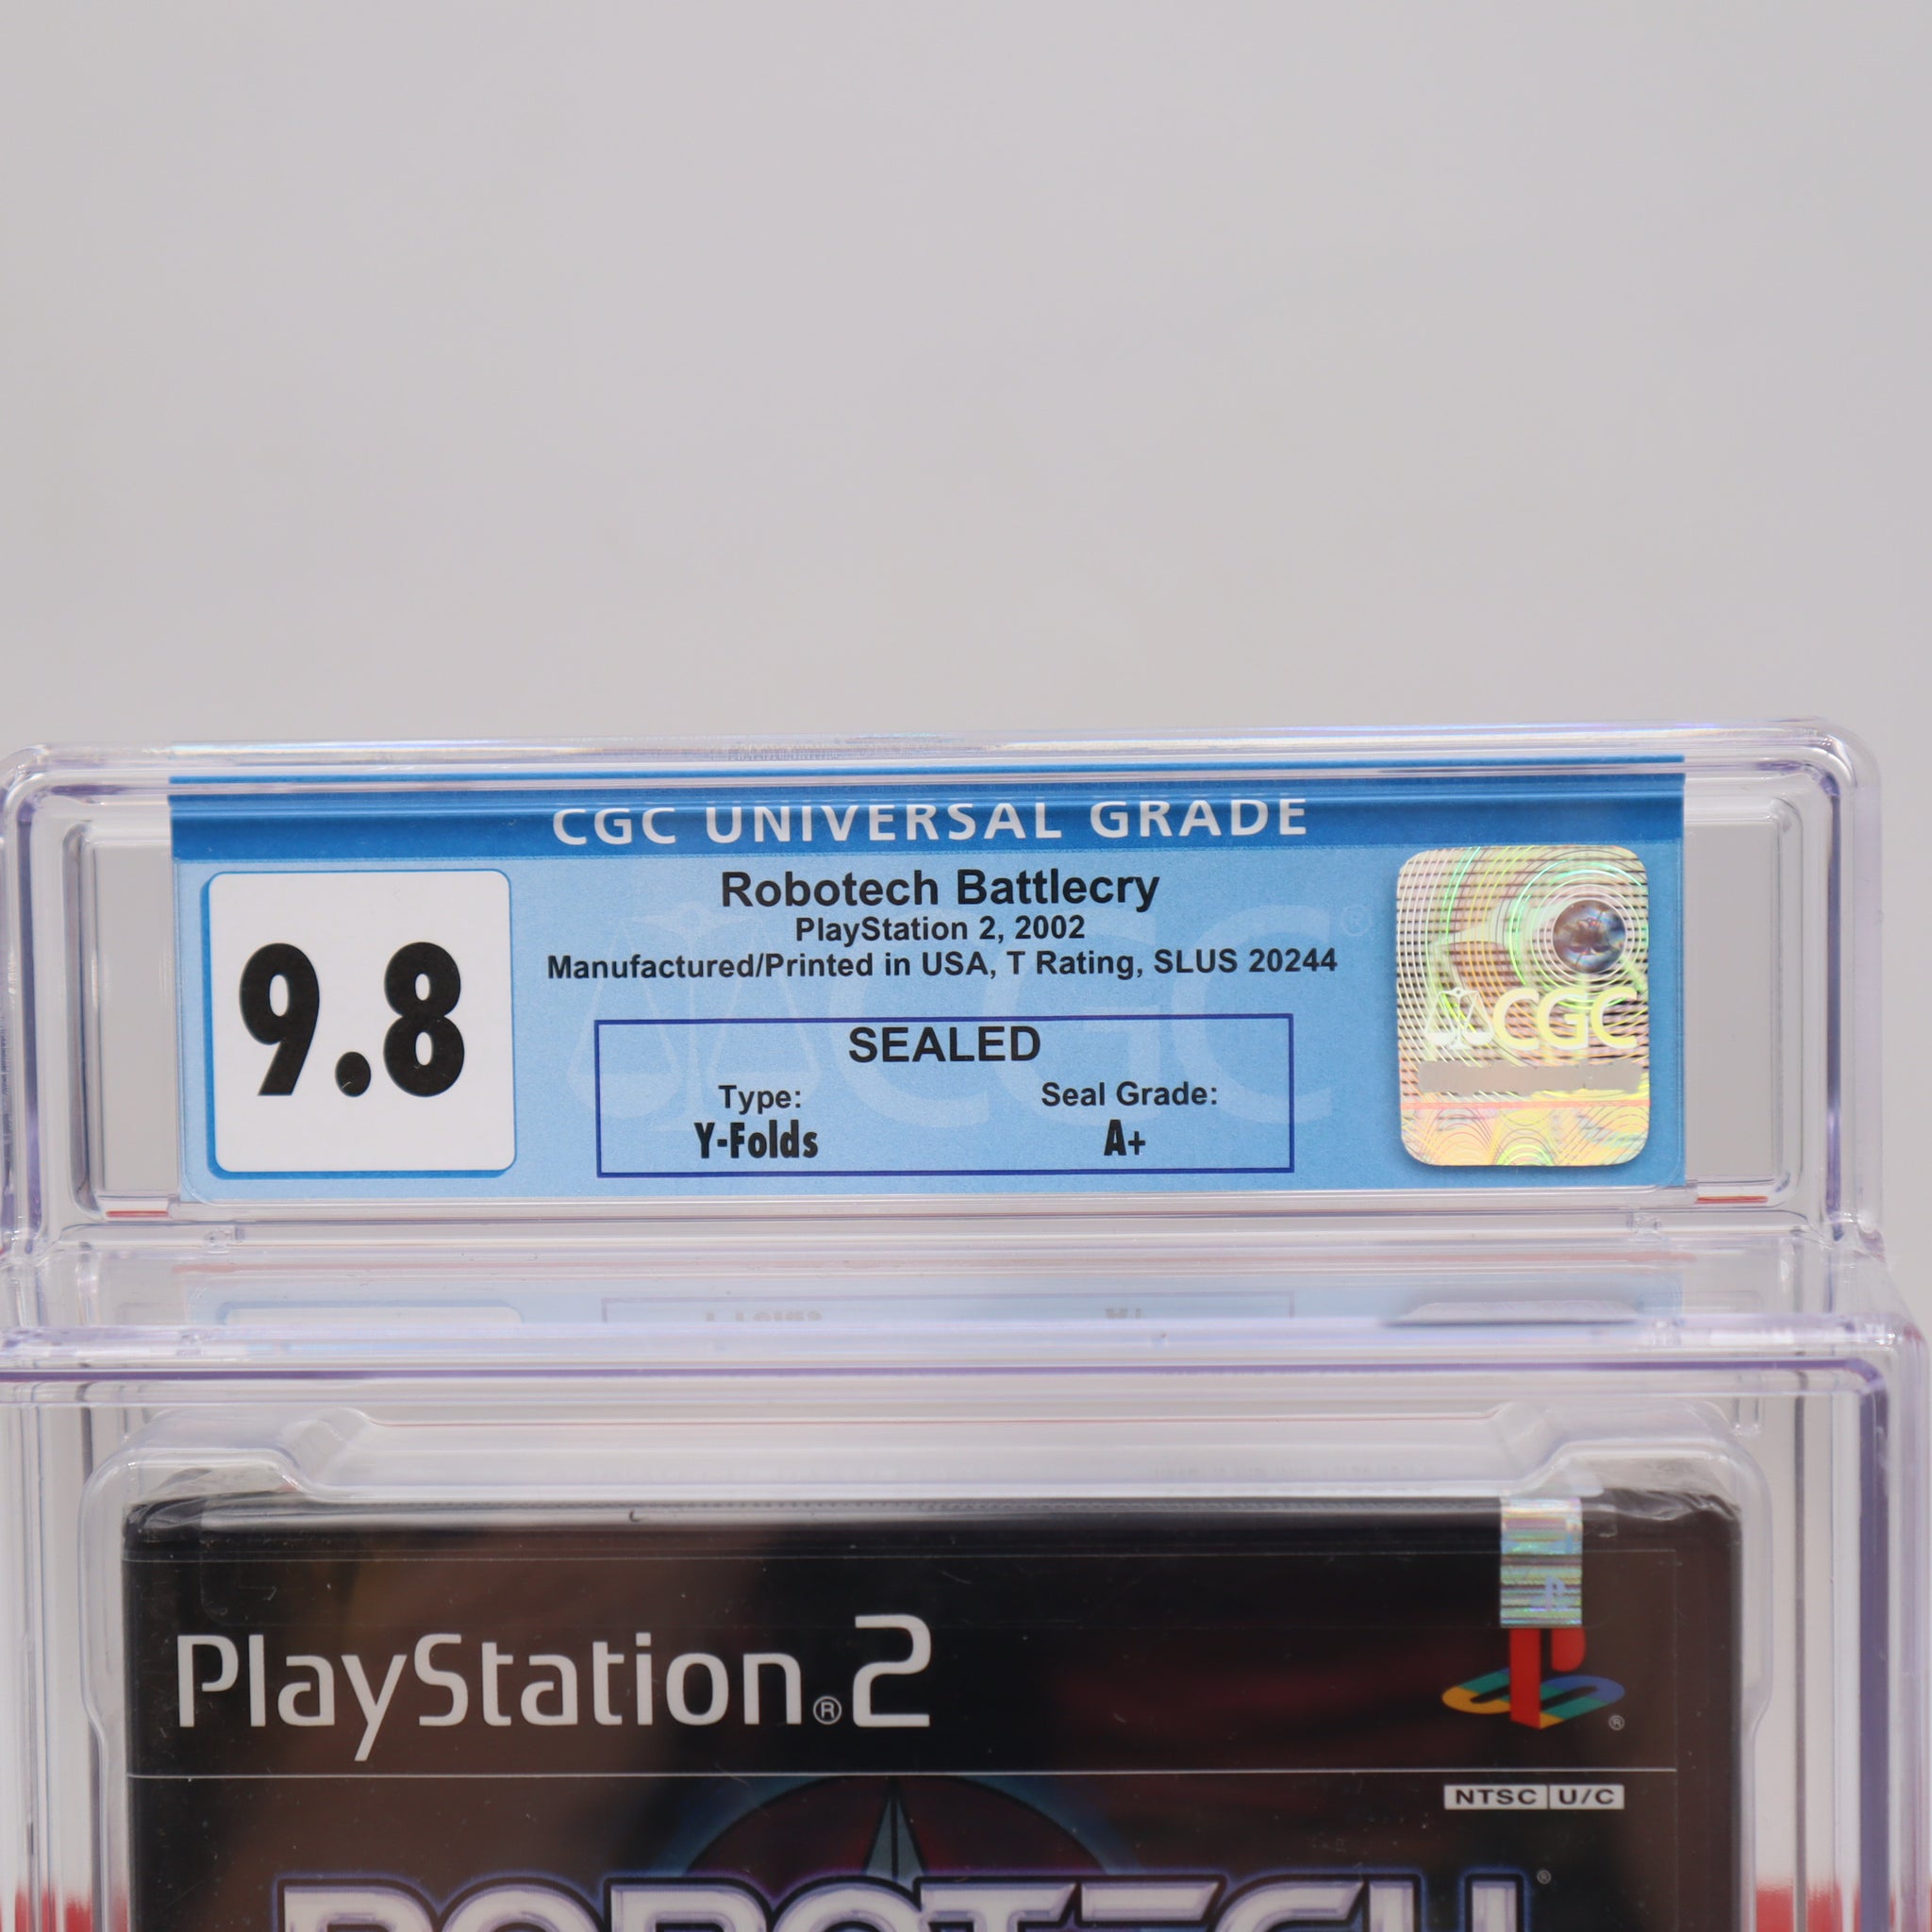 CGC UNIVERSAL GRADE
9.8
Robotech Battlecry
PlayStation 2, 2002
Manufactured/Printed in USA, T Rating, SLUS 20244
SEALED
Type:
Y-Folds
Seal Grade:
A+
CGC
PlayStation®2
NTSC U/C
ROBOTECH®